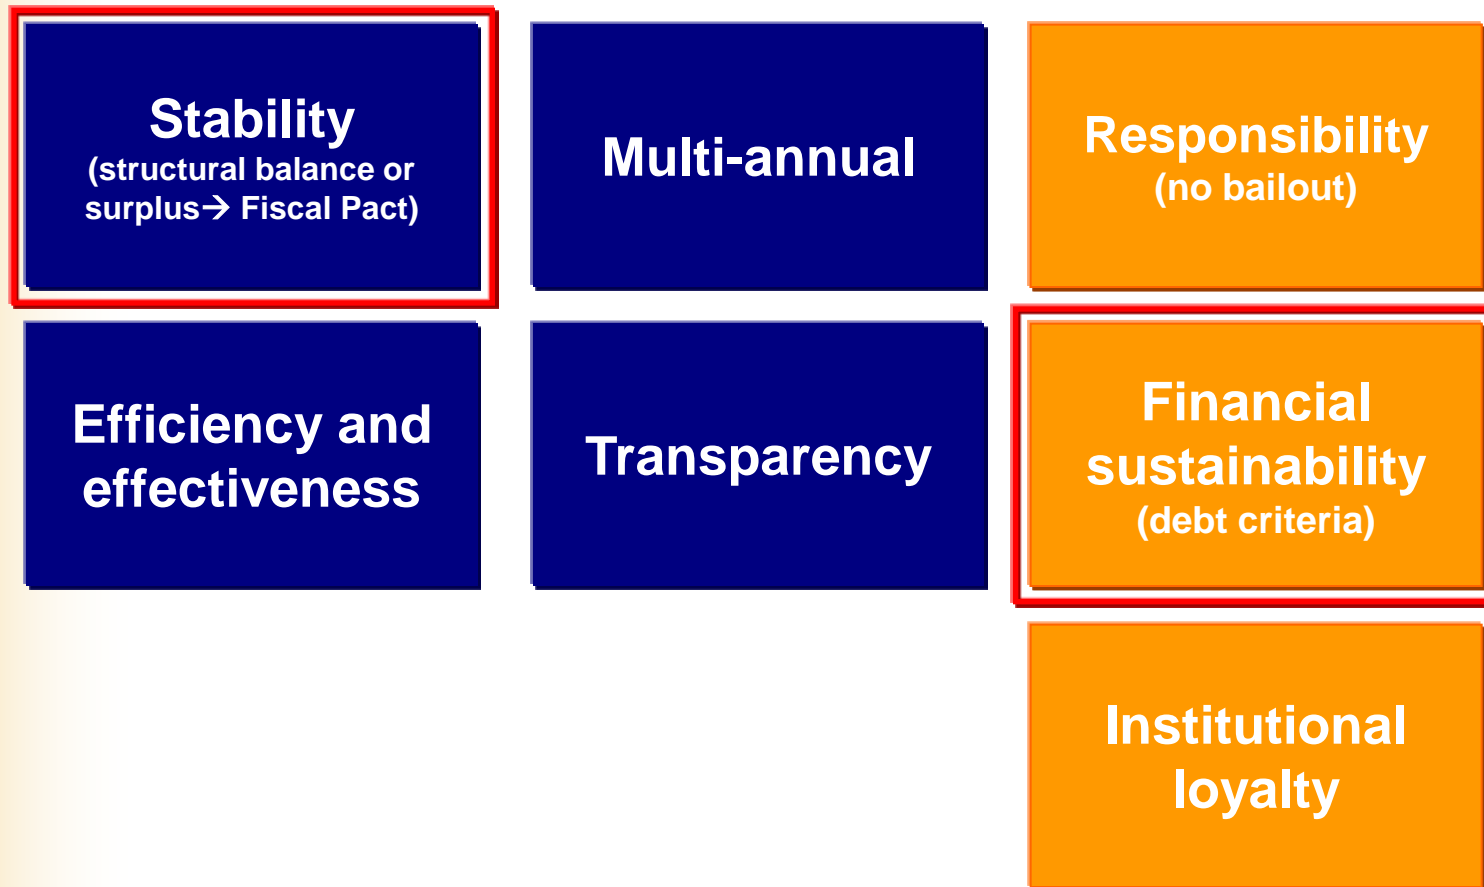 Stability
(structural balance or
surplus→ Fiscal Pact)
Multi-annual
Responsibility
(no bailout)
Efficiency and
effectiveness
Transparency
Financial
sustainability
(debt criteria)
Institutional
loyalty